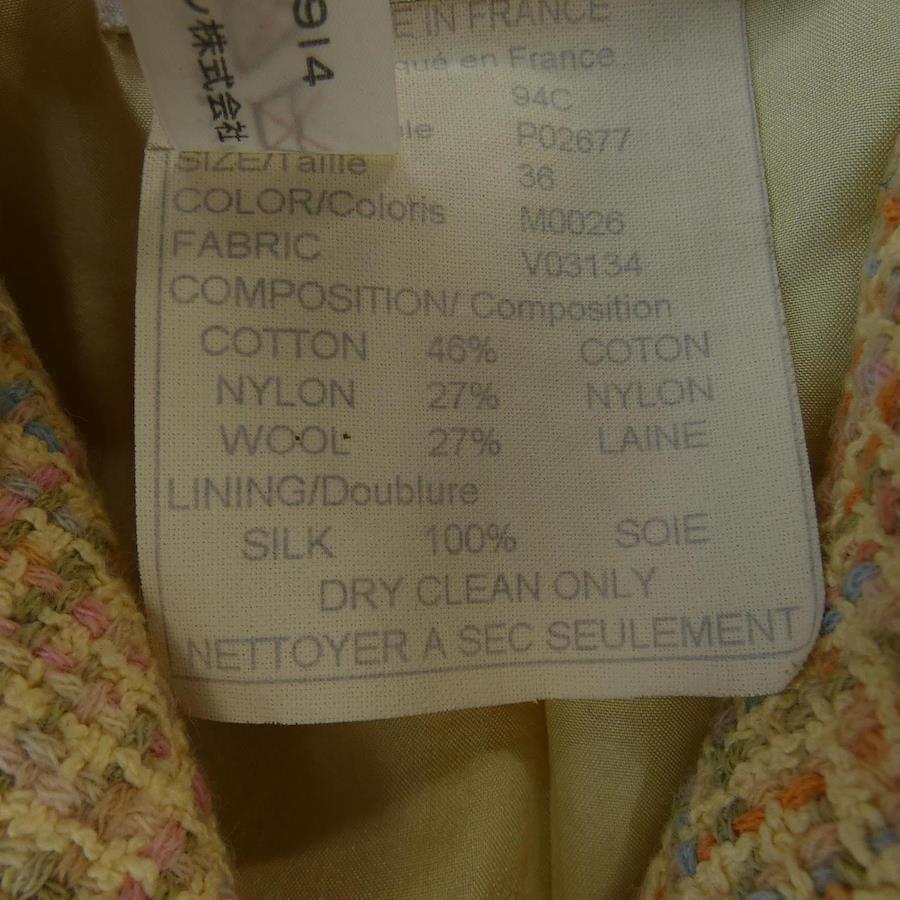 914
株式会社
IN FRANCE
en France
94C
P02677
SIZE/Taille 36
COLOR/Coloris M0026
FABRIC V03134
COMPOSITION/ Composition
COTTON 46% COTON
NYLON 27% NYLON
WOOL 27% LAINE
LINING/Doublure
SILK 100% SOIE
DRY CLEAN ONLY
NETTOYER A SEC SEULEMENT